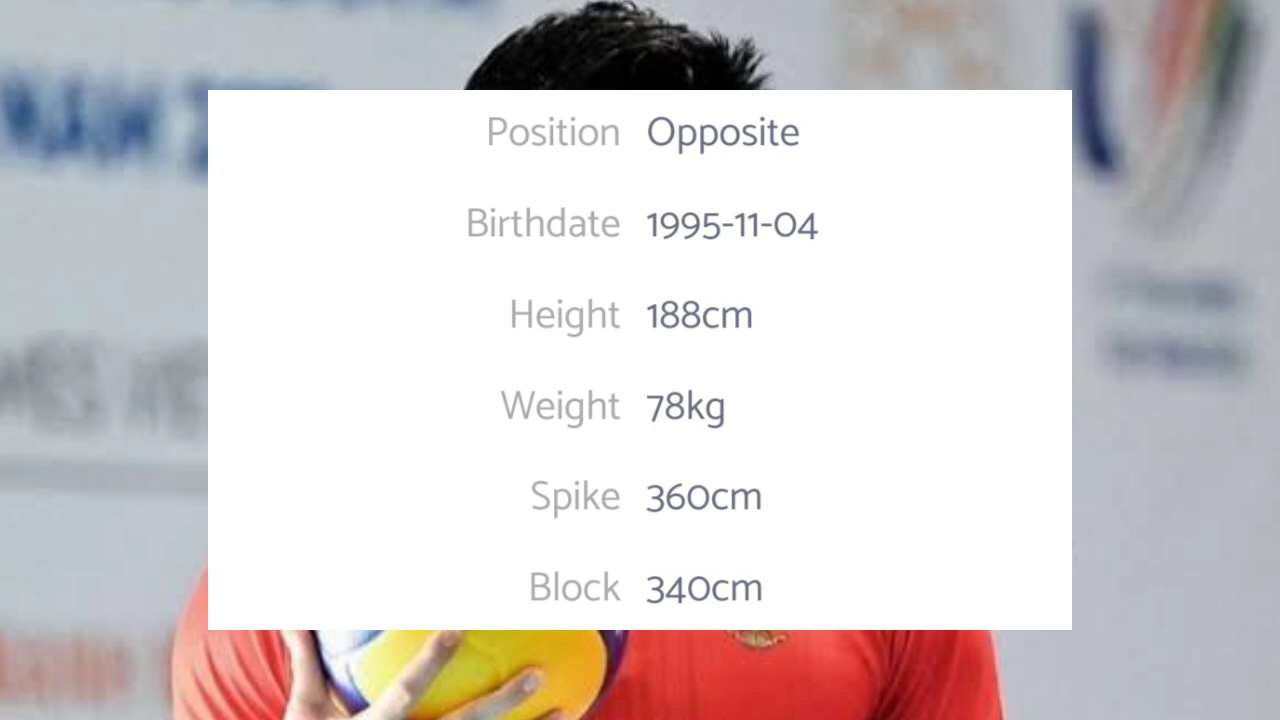 Position Opposite
Birthdate 1995-11-04
Height 188cm
Weight 78kg
Spike 360cm
Block 340cm